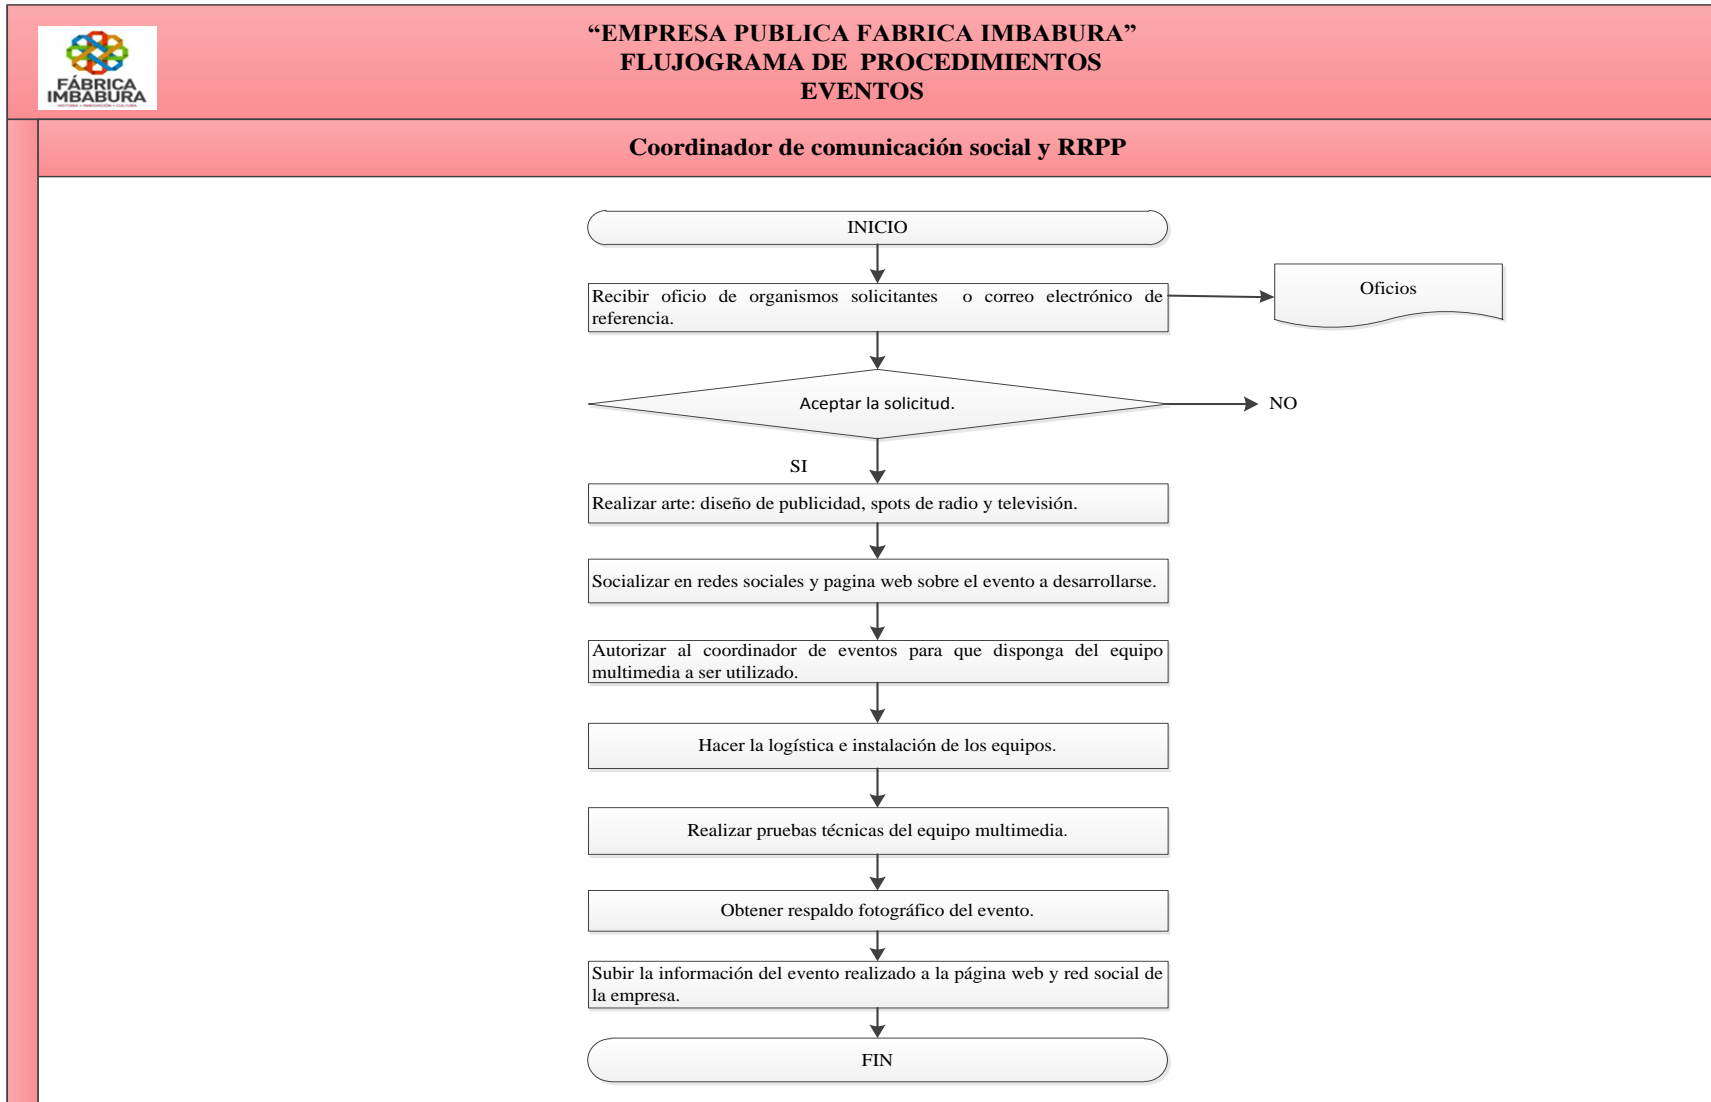 “EMPRESA PUBLICA FABRICA IMBABURA”
FLUJOGRAMA DE PROCEDIMIENTOS
EVENTOS
FÁBRICA
IMBABURA
HISTORIA + INNOVACIÓN + CULTURA
Coordinador de comunicación social y RRPP
INICIO
Recibir oficio de organismos solicitantes o correo electrónico de
referencia.
Oficios
Aceptar la solicitud.
NO
SI
Realizar arte: diseño de publicidad, spots de radio y televisión.
Socializar en redes sociales y pagina web sobre el evento a desarrollarse.
Autorizar al coordinador de eventos para que disponga del equipo
multimedia a ser utilizado.
Hacer la logística e instalación de los equipos.
Realizar pruebas técnicas del equipo multimedia.
Obtener respaldo fotográfico del evento.
Subir la información del evento realizado a la página web y red social de
la empresa.
FIN